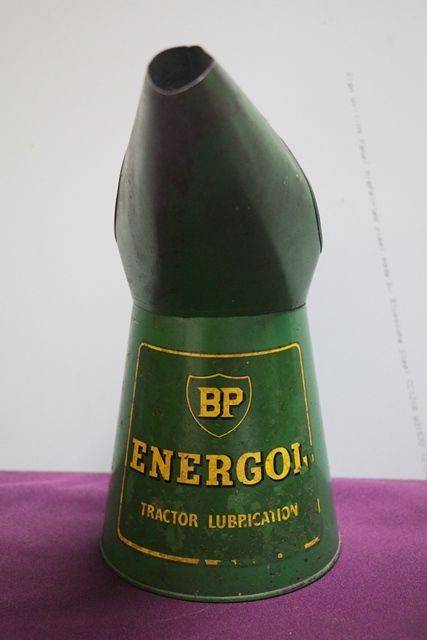 BP
ENERGOL
TRACTOR LUBRICATION